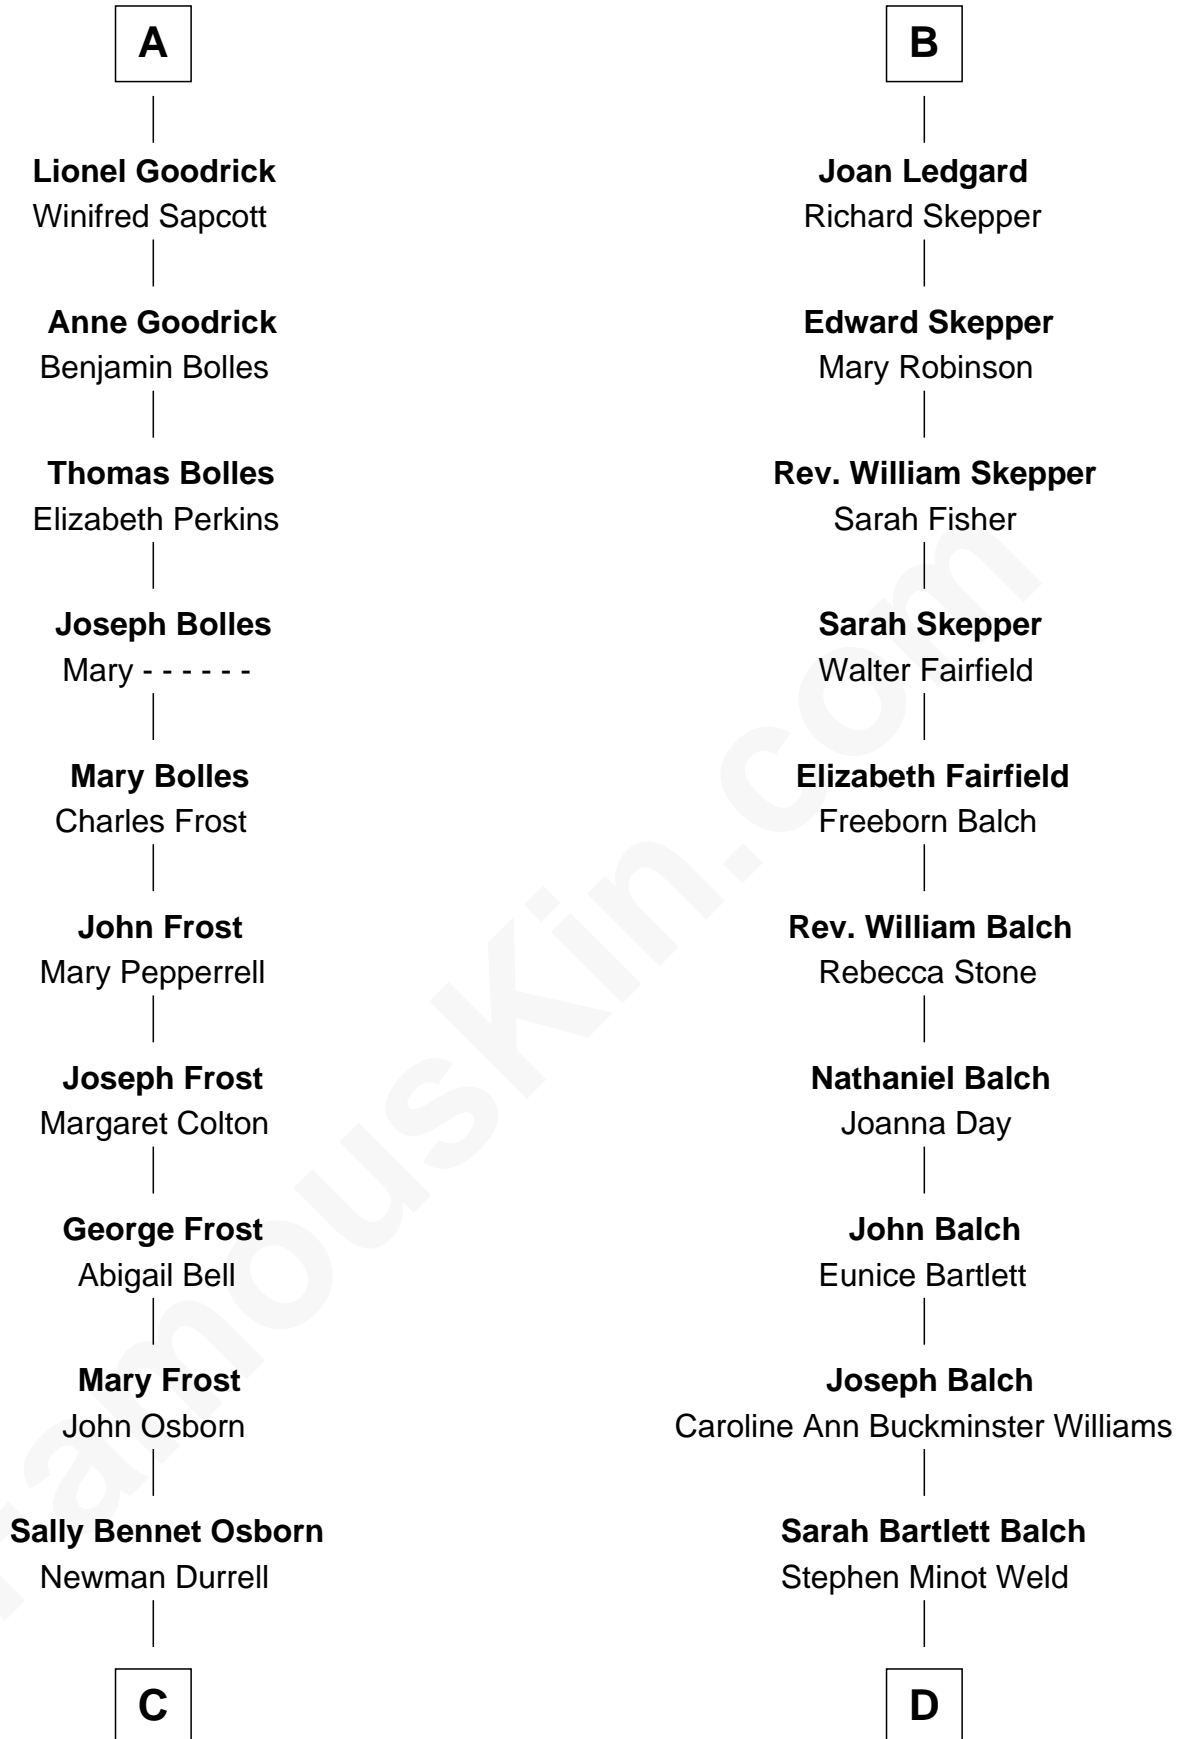 A
Lionel Goodrick
Winifred Sapcott
Anne Goodrick
Benjamin Bolles
Thomas Bolles
Elizabeth Perkins
Joseph Bolles
Mary - - - - - -
Mary Bolles
Charles Frost
John Frost
Mary Pepperrell
Joseph Frost
Margaret Colton
George Frost
Abigail Bell
Mary Frost
John Osborn
Sally Bennet Osborn
Newman Durrell
C
B
Joan Ledgard
Richard Skepper
Edward Skepper
Mary Robinson
Rev. William Skepper
Sarah Fisher
Sarah Skepper
Walter Fairfield
Elizabeth Fairfield
Freeborn Balch
Rev. William Balch
Rebecca Stone
Nathaniel Balch
Joanna Day
John Balch
Eunice Bartlett
Joseph Balch
Caroline Ann Buckminster Williams
Sarah Bartlett Balch
Stephen Minot Weld
D
FamousKin.com